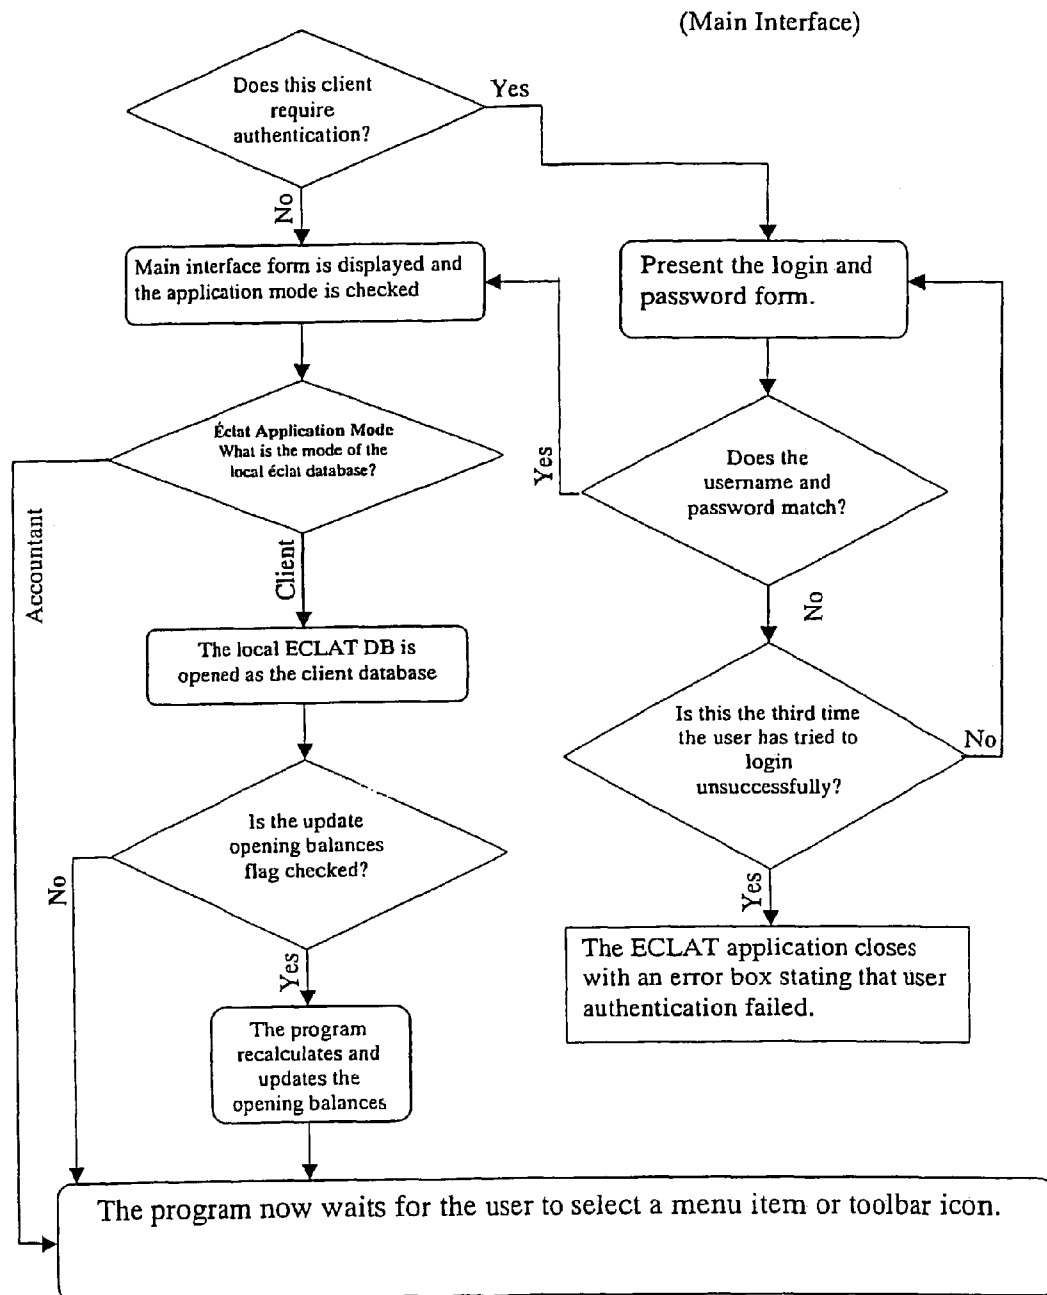 (Main Interface)
Does this client
require
authentication?
Yes
No
Main interface form is displayed and
the application mode is checked
Present the login and
password form.
Éclat Application Mode
What is the mode of the
local éclat database?
Accountant
Client
Yes
Does the
username and
password match?
No
The local ECLAT DB is
opened as the client database
Is this the third time
the user has tried to
login
unsuccessfully?
No
Is the update
opening balances
flag checked?
No
Yes
Yes
The ECLAT application closes
with an error box stating that user
authentication failed.
The program
recalculates and
updates the
opening balances
The program now waits for the user to select a menu item or toolbar icon.